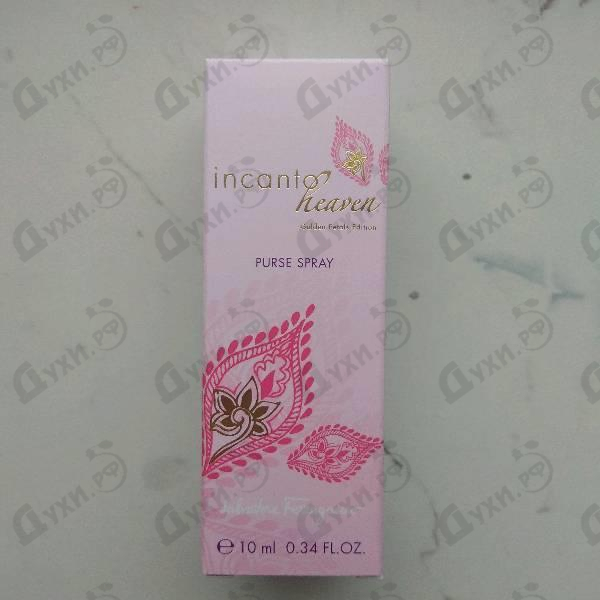 incanto
heaven
Golden Petals Edition
PURSE SPRAY
Salvatore Ferragamo
℮ 10 ml 0.34 FL.OZ.
Духи.рф